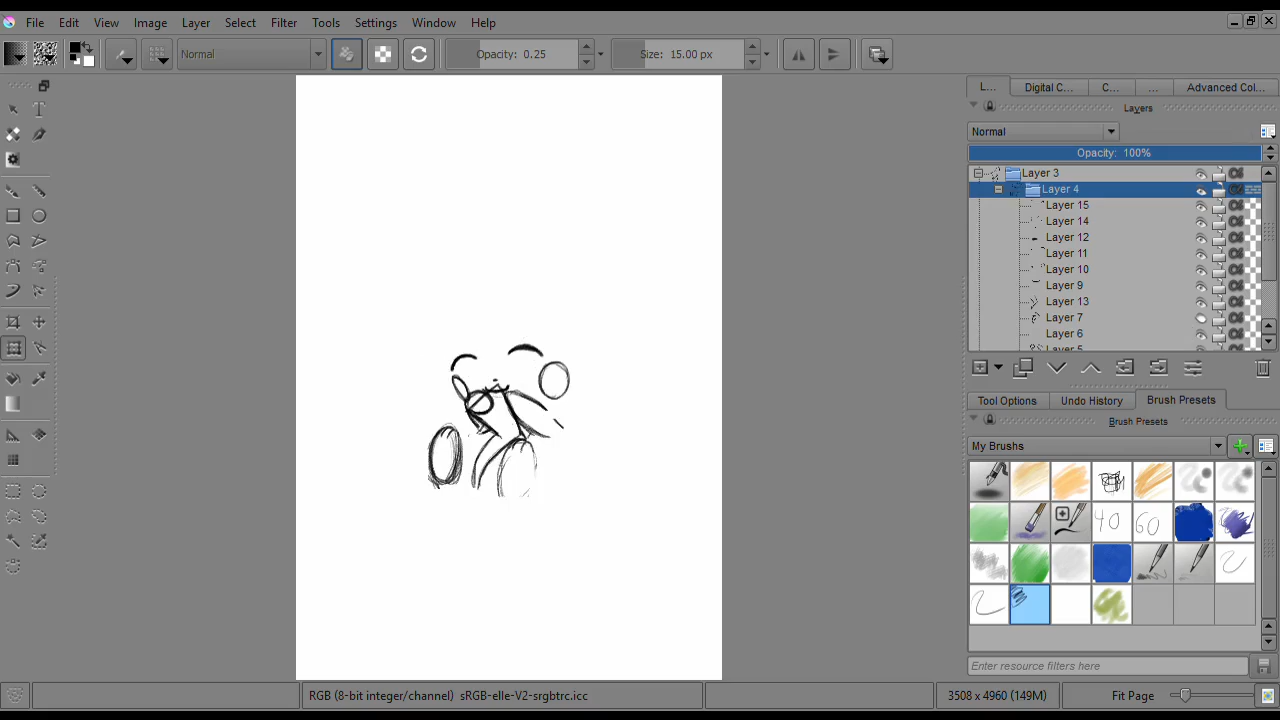 File Edit View Image Layer Select Filter Tools Settings Window Help
Normal Opacity: 0.25 Size: 15.00 px
L... Digital C... C... ... Advanced Col...
Layers
Normal
Opacity: 100%
Layer 3
Layer 4
Layer 15
Layer 14
Layer 12
Layer 11
Layer 10
Layer 9
Layer 13
Layer 7
Layer 6
Layer 5
Tool Options Undo History Brush Presets
Brush Presets
My Brushes
40 60
Enter resource filters here
RGB (8-bit integer/channel) sRGB-elle-V2-srgbtrc.icc 3508 x 4960 (149M) Fit Page